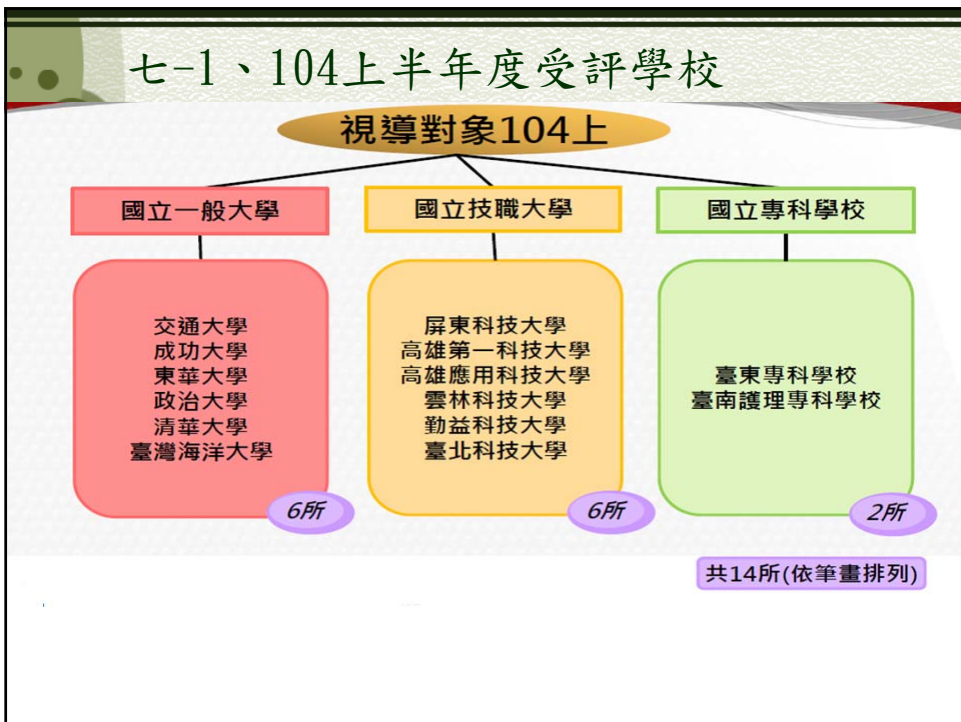 七-1、104上半年度受評學校
視導對象104上
國立一般大學
交通大學
成功大學
東華大學
政治大學
清華大學
臺灣海洋大學
6所
國立技職大學
屏東科技大學
高雄第一科技大學
高雄應用科技大學
雲林科技大學
勤益科技大學
臺北科技大學
6所
國立專科學校
臺東專科學校
臺南護理專科學校
2所
共14所(依筆畫排列)